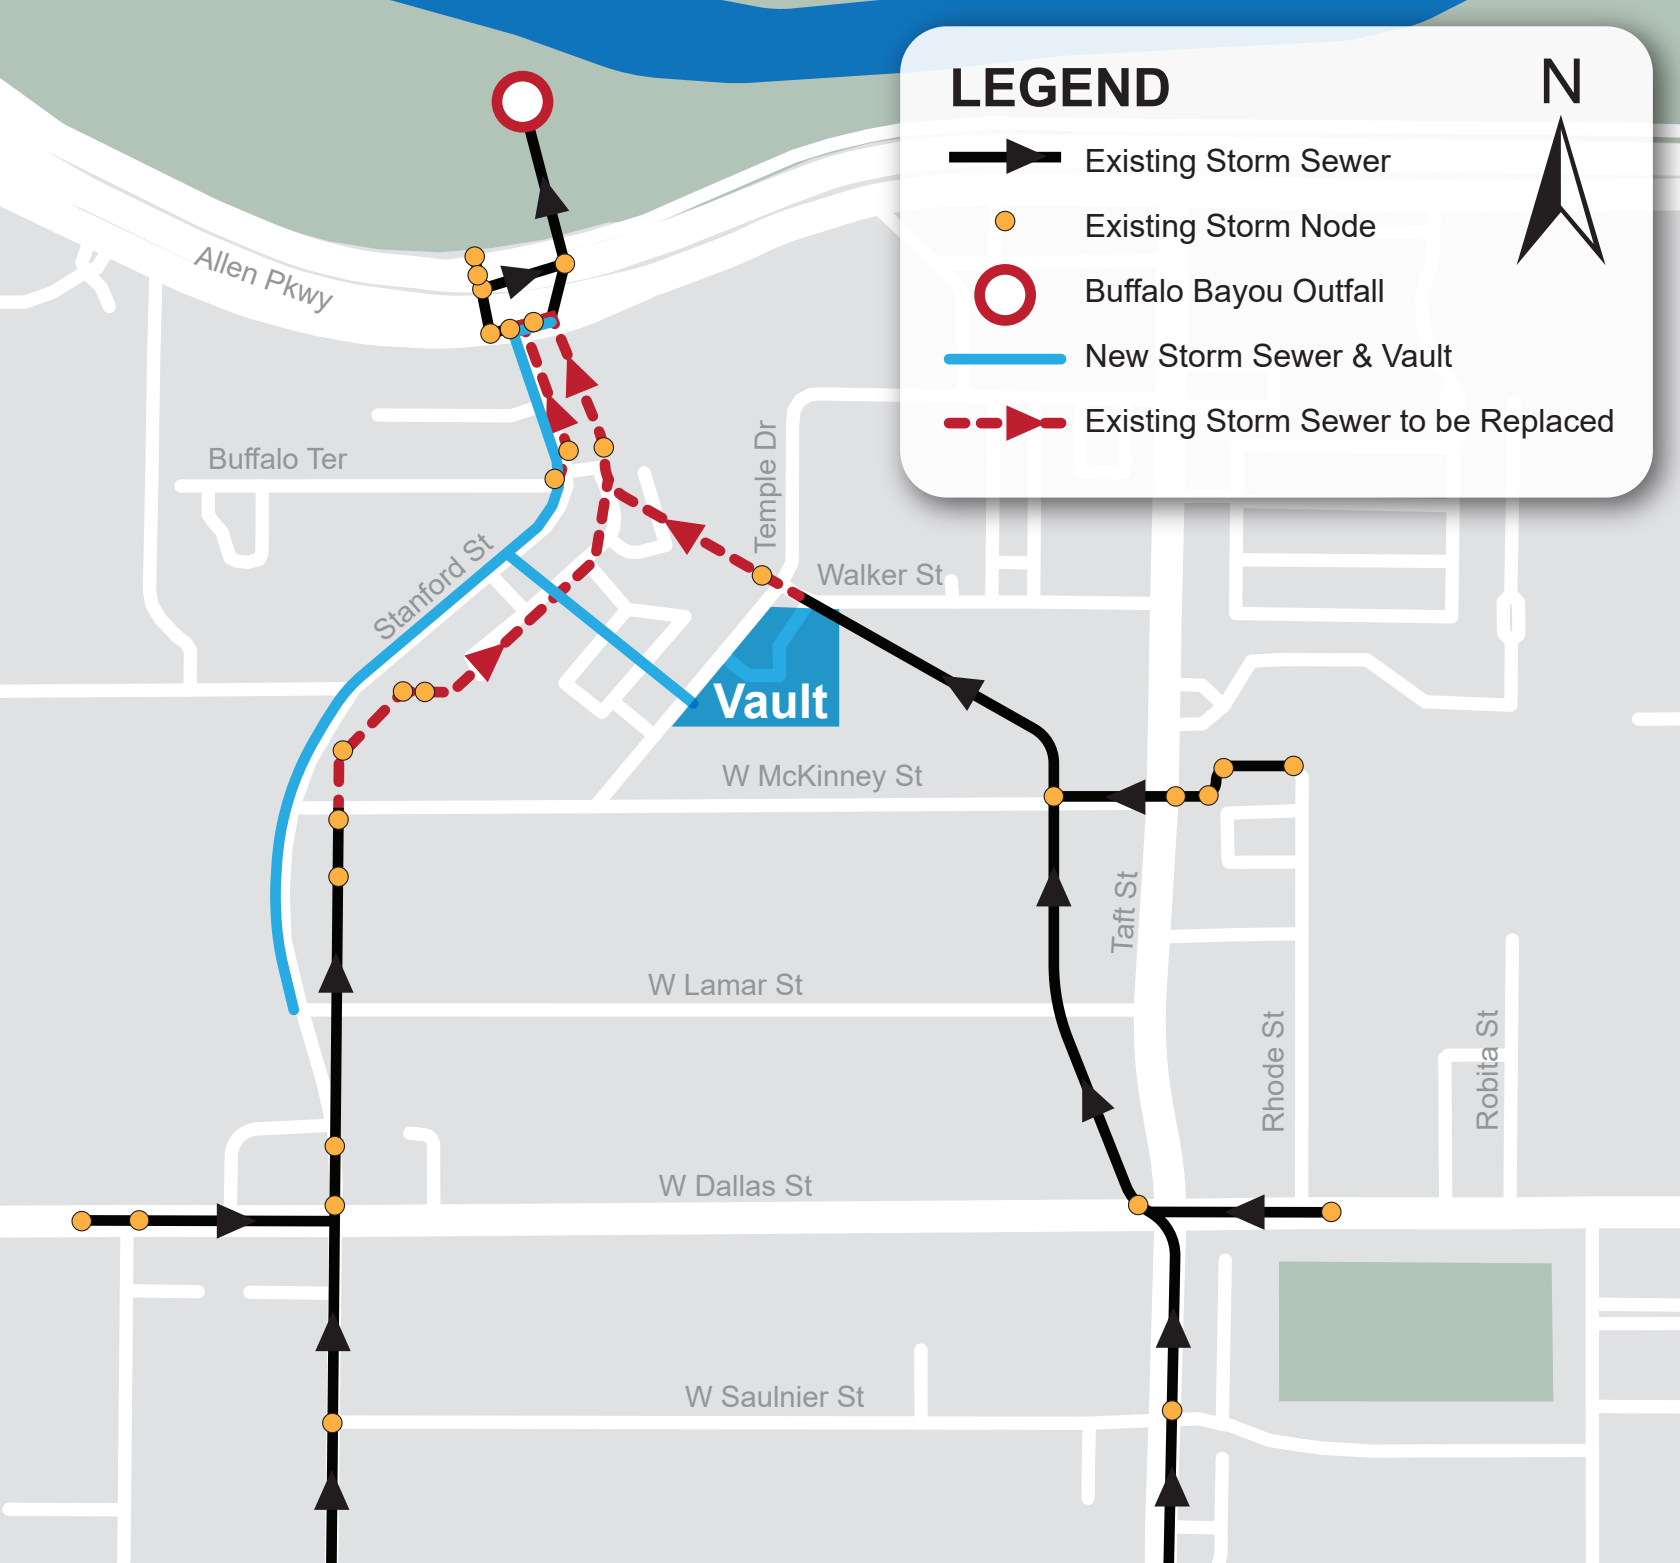 LEGEND
N
Existing Storm Sewer
Existing Storm Node
Buffalo Bayou Outfall
New Storm Sewer & Vault
Existing Storm Sewer to be Replaced
Allen Pkwy
Buffalo Ter
Temple Dr
Stanford St
Walker St
Vault
W McKinney St
Taft St
W Lamar St
Rhode St
Robita St
W Dallas St
W Saulnier St